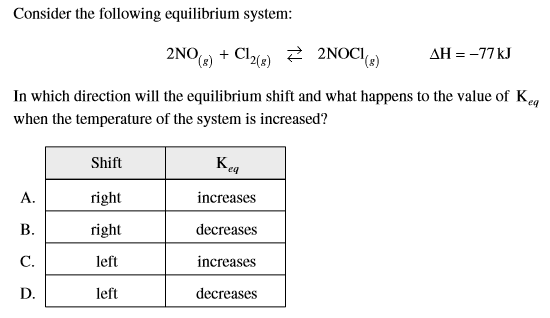 Consider the following equilibrium system:
2NO(g) + Cl2(g) ⇄ 2NOCl(g) ΔH = −77 kJ
In which direction will the equilibrium shift and what happens to the value of Keq
when the temperature of the system is increased?
Shift Keq
A. right increases
B. right decreases
C. left increases
D. left decreases